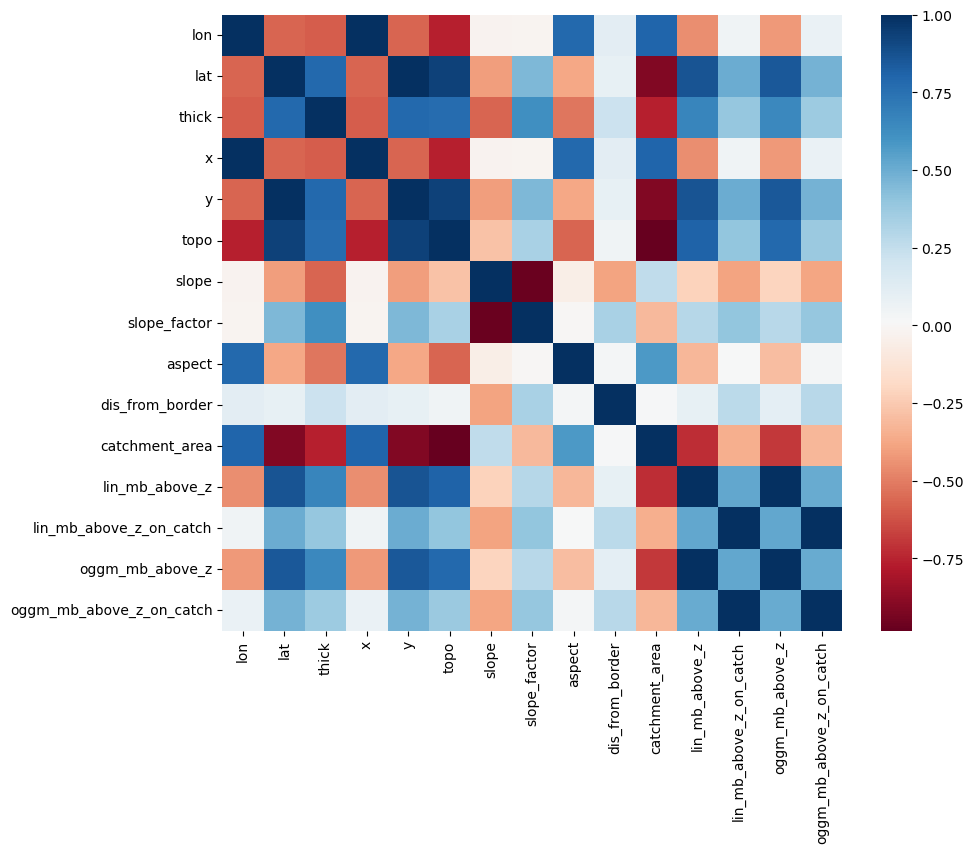 lon
lat
thick
x
y
topo
slope
slope_factor
aspect
dis_from_border
catchment_area
lin_mb_above_z
lin_mb_above_z_on_catch
oggm_mb_above_z
oggm_mb_above_z_on_catch
lon
lat
thick
x
y
topo
slope
slope_factor
aspect
dis_from_border
catchment_area
lin_mb_above_z
lin_mb_above_z_on_catch
oggm_mb_above_z
oggm_mb_above_z_on_catch
1.00
0.75
0.50
0.25
0.00
−0.25
−0.50
−0.75